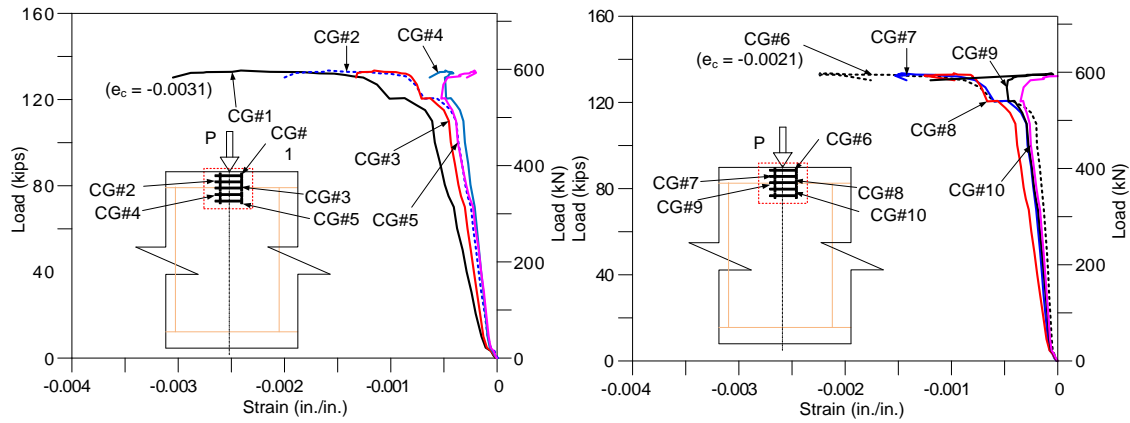 160
120
80
40
0
Load (kips)
-0.004
-0.003
-0.002
-0.001
0
Strain (in./in.)
600
400
200
0
Load (kN)
(ec = -0.0031)
CG#1
CG#2
CG#4
CG#3
CG#5
P
CG#
1
CG#2
CG#3
CG#4
CG#5
160
120
80
40
0
Load (kips)
-0.004
-0.003
-0.002
-0.001
0
Strain (in./in.)
600
400
200
0
Load (kN)
CG#6
(ec = -0.0021)
CG#7
CG#9
CG#8
CG#10
P
CG#6
CG#7
CG#8
CG#9
CG#10